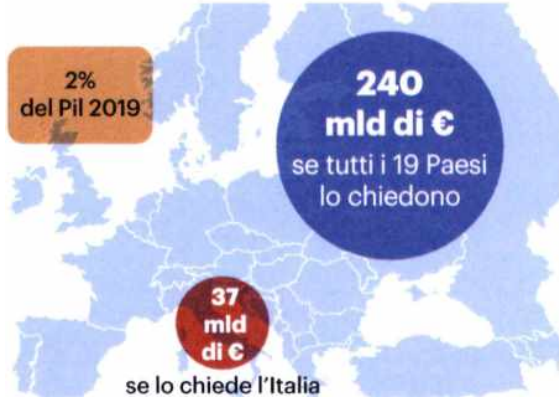 2%
del Pil 2019
240
mld di €
se tutti i 19 Paesi
lo chiedono
37
mld
di €
se lo chiede l'Italia